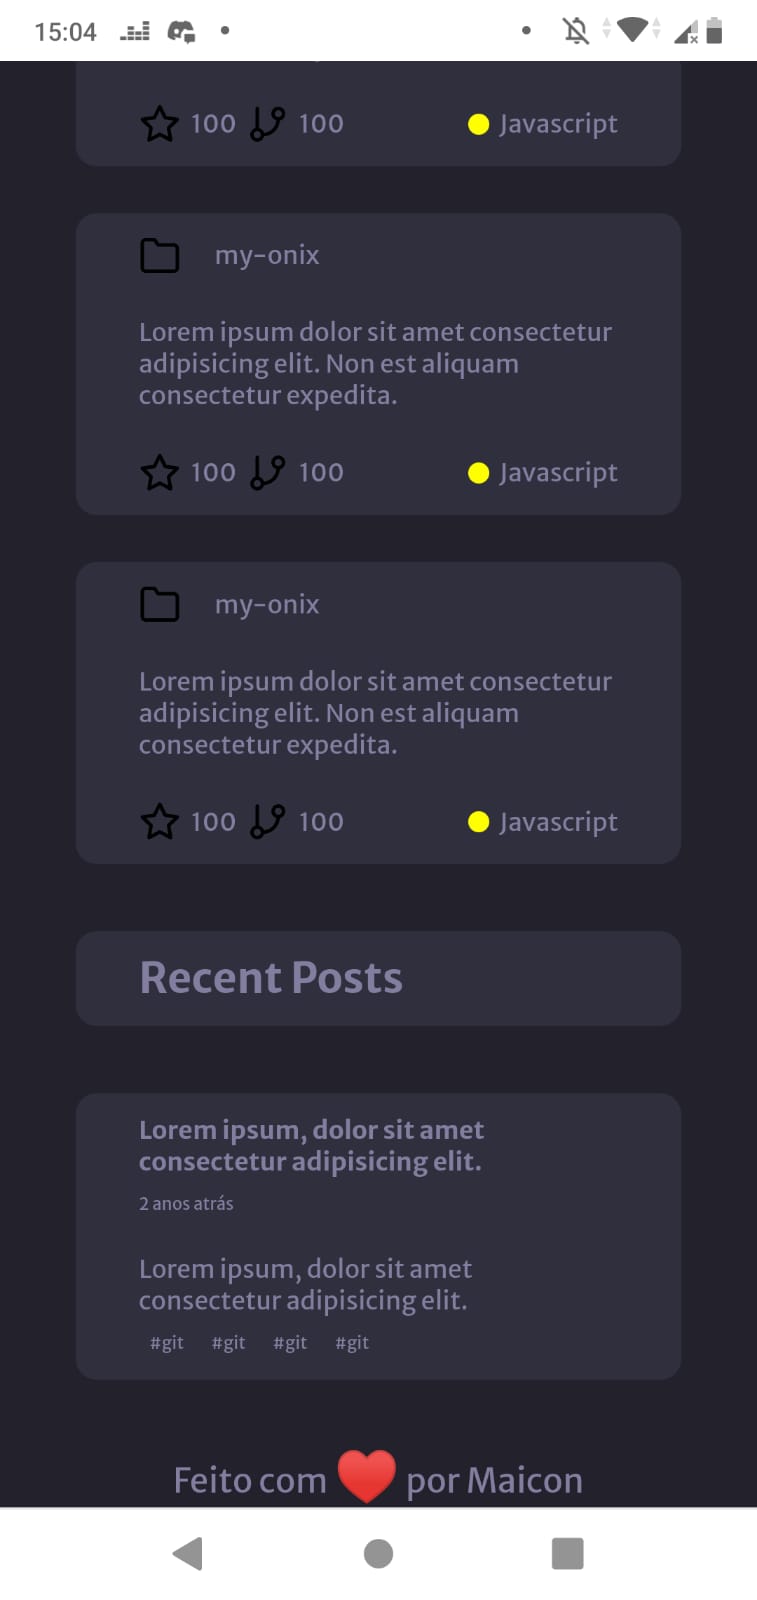 15:04
100 100 Javascript
my-onix
Lorem ipsum dolor sit amet consectetur
adipisicing elit. Non est aliquam
consectetur expedita.
100 100 Javascript
my-onix
Lorem ipsum dolor sit amet consectetur
adipisicing elit. Non est aliquam
consectetur expedita.
100 100 Javascript
Recent Posts
Lorem ipsum, dolor sit amet
consectetur adipisicing elit.
2 anos atrás
Lorem ipsum, dolor sit amet
consectetur adipisicing elit.
#git #git #git #git
Feito com ❤️ por Maicon